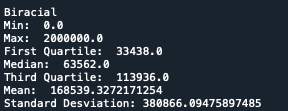 Biracial
Min:  0.0
Max:  2000000.0
First Quartile:  33438.0
Median:  63562.0
Third Quartile:  113936.0
Mean:  168539.3272171254
Standard Desviation: 380866.09475897485